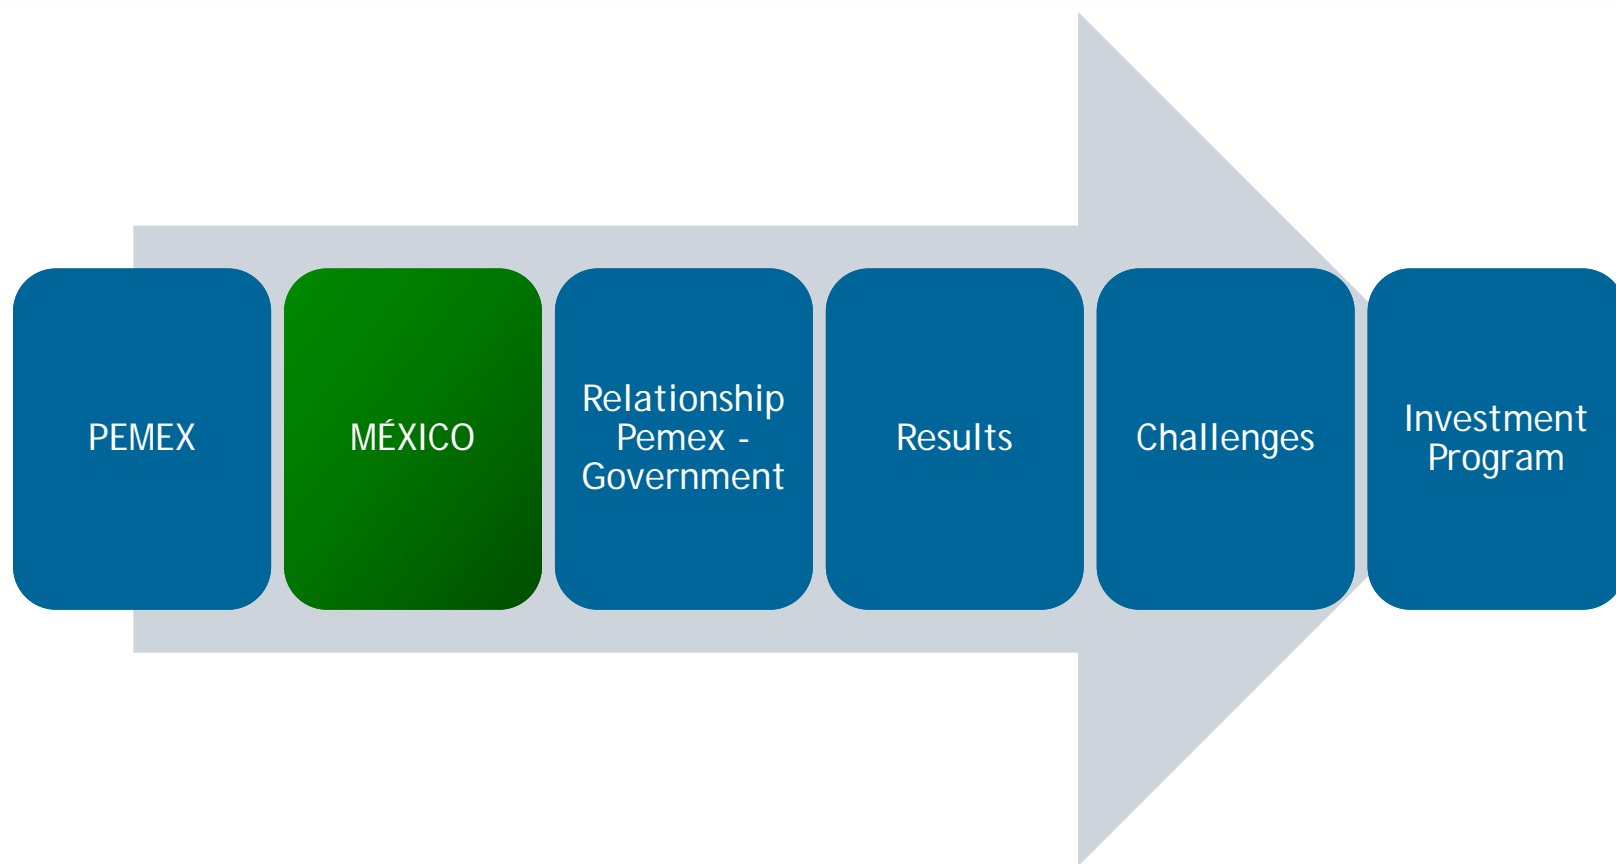 PEMEX
MÉXICO
Relationship
Pemex -
Government
Results
Challenges
Investment
Program